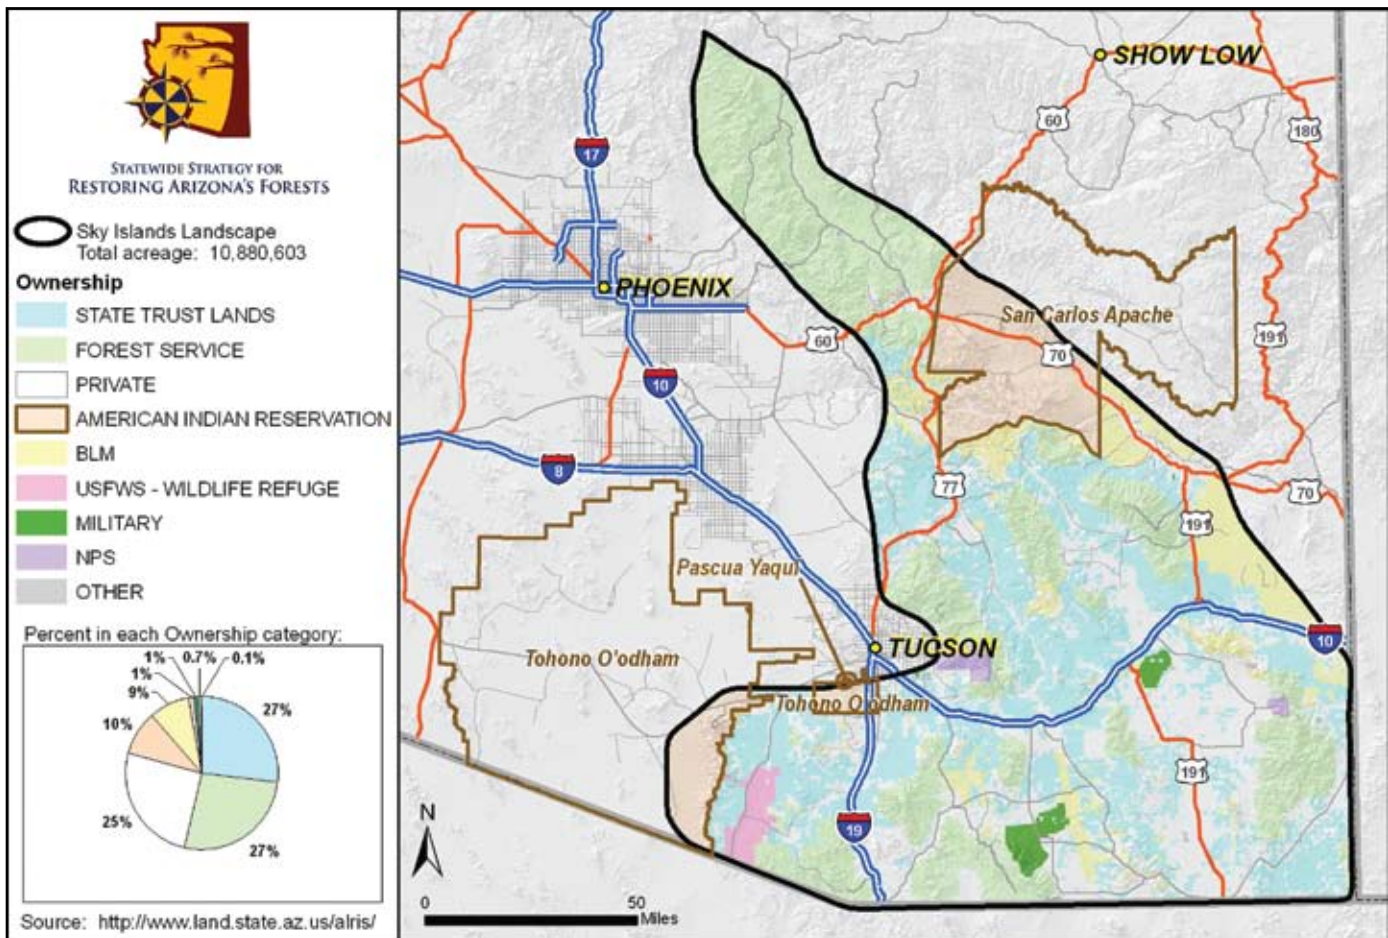 STATEWIDE STRATEGY FOR
RESTORING ARIZONA'S FORESTS
Sky Islands Landscape
Total acreage: 10,880,603
Ownership
STATE TRUST LANDS
FOREST SERVICE
PRIVATE
AMERICAN INDIAN RESERVATION
BLM
USFWS - WILDLIFE REFUGE
MILITARY
NPS
OTHER
Percent in each Ownership category:
1% 0.7% 0.1%
1%
9%
10%
27%
25%
27%
Source: http://www.land.state.az.us/alris/
SHOW LOW
60
180
17
PHOENIX
San Carlos Apache
60
70
191
10
8
77
70
191
Pascua Yaqui
TUCSON
10
Tohono O'odham
Tohono O'odham
191
19
N
0 50
Miles